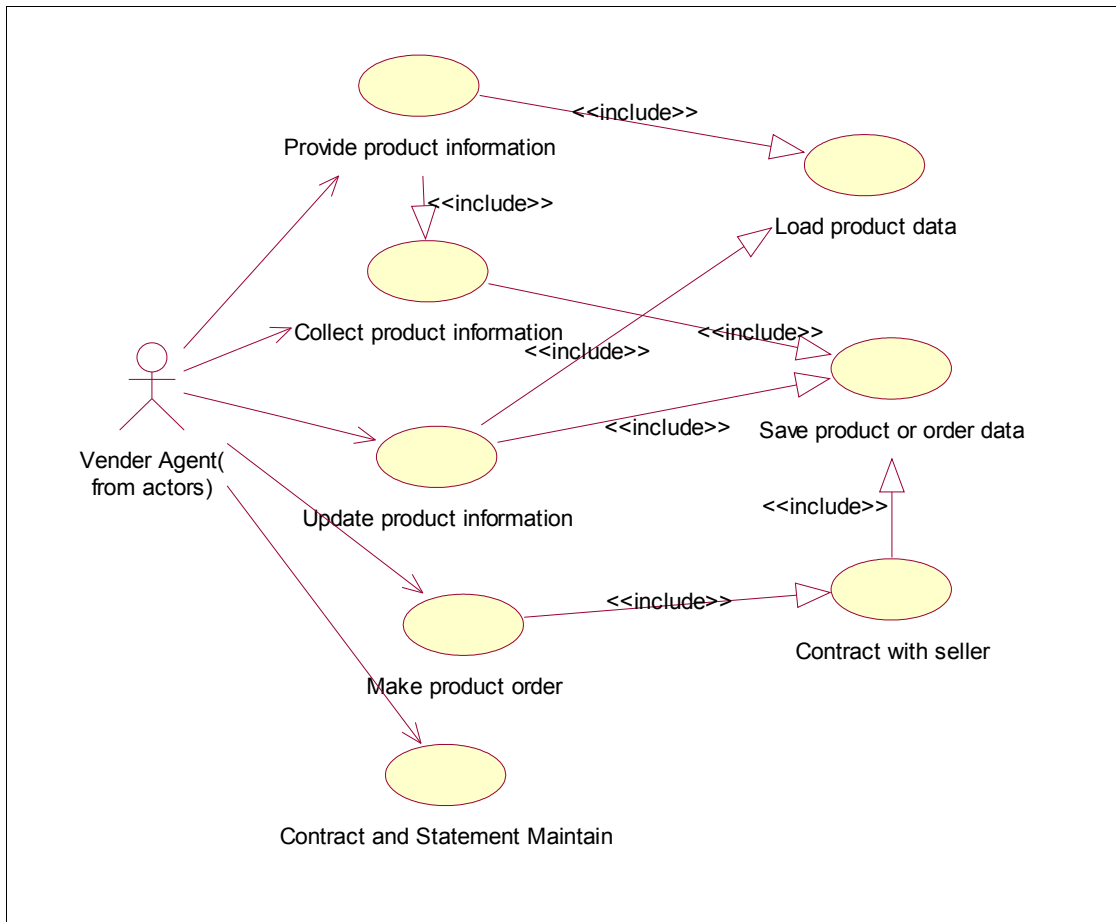 <<include>>
Provide product information
<<include>>
Load product data
Collect product information
<<include>>
<<include>>
<<include>>
Save product or order data
Vender Agent(
from actors)
Update product information
<<include>>
<<include>>
Contract with seller
Make product order
Contract and Statement Maintain